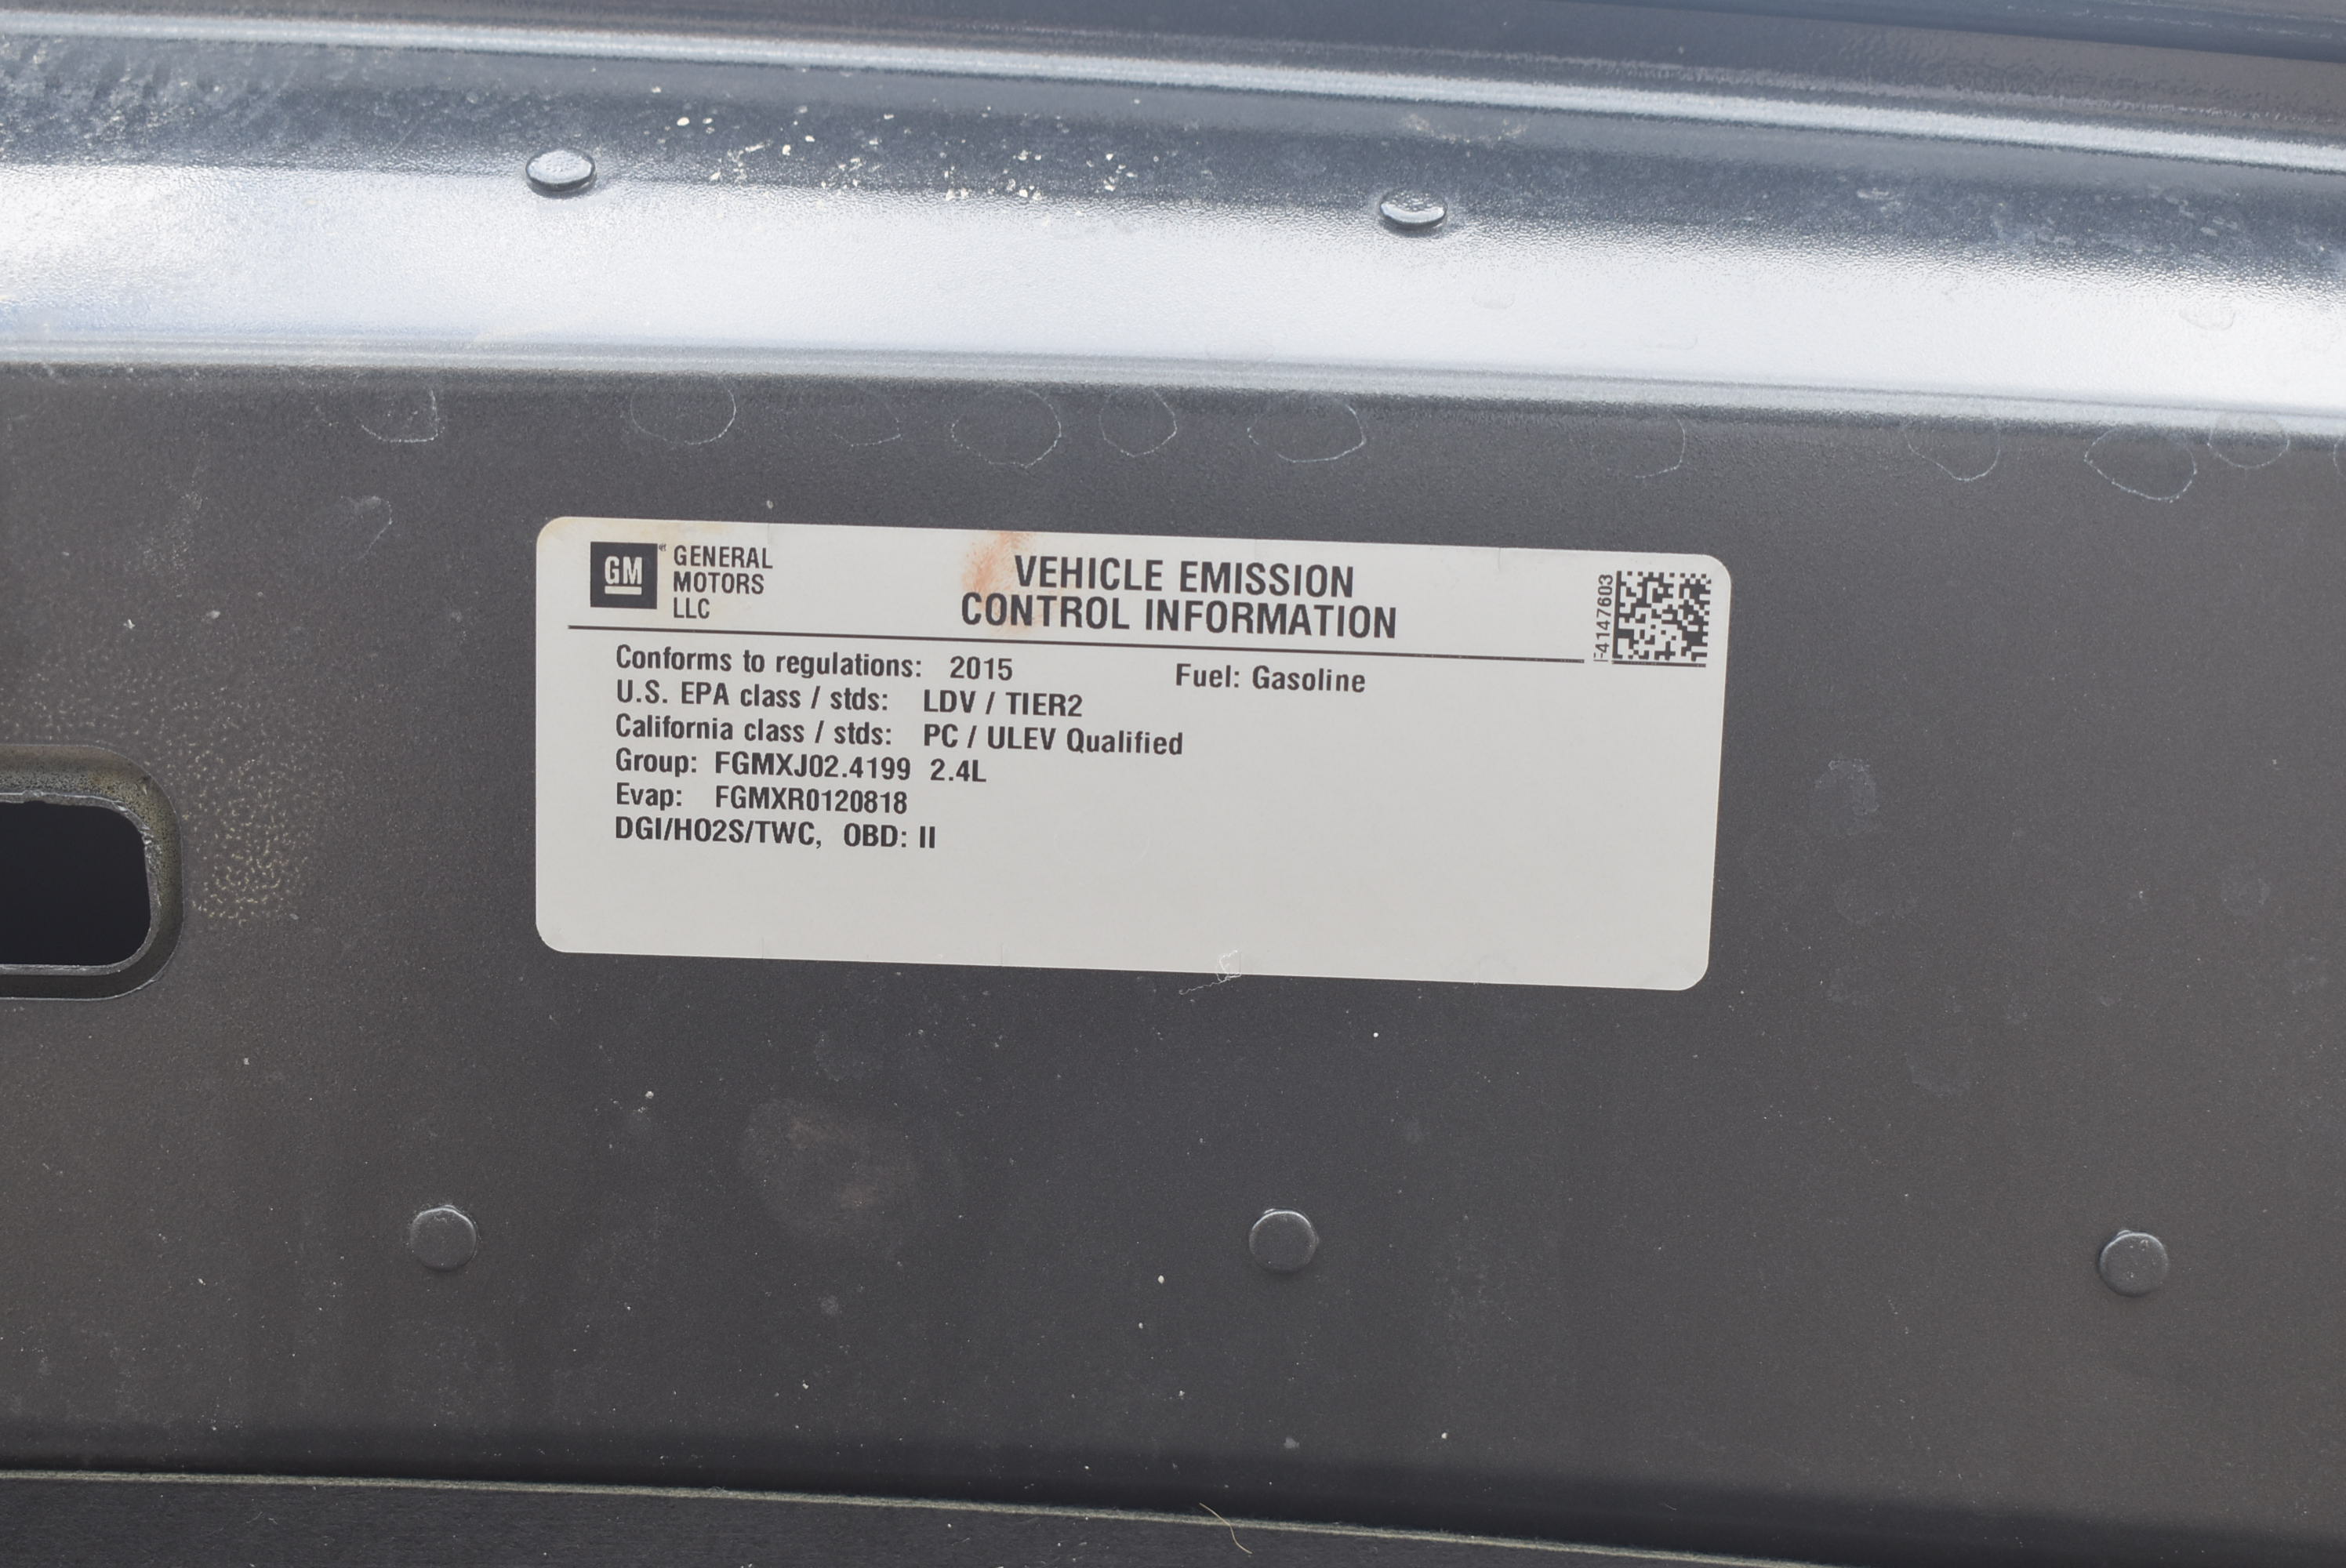 GM
GENERAL
MOTORS
LLC
VEHICLE EMISSION
CONTROL INFORMATION
Conforms to regulations: 2015 Fuel: Gasoline
U.S. EPA class / stds: LDV / TIER2
California class / stds: PC / ULEV Qualified
Group: FGMXJ02.4199 2.4L
Evap: FGMXR0120818
DGI/HO2S/TWC, OBD: II